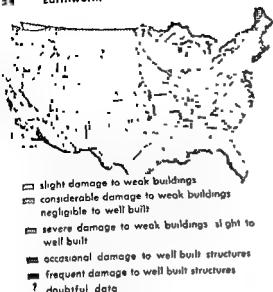 slight damage to weak buildings
considerable damage to weak buildings
negligible to well built
severe damage to weak buildings slight to
well built
occasional damage to well built structures
frequent damage to well built structures
? doubtful data